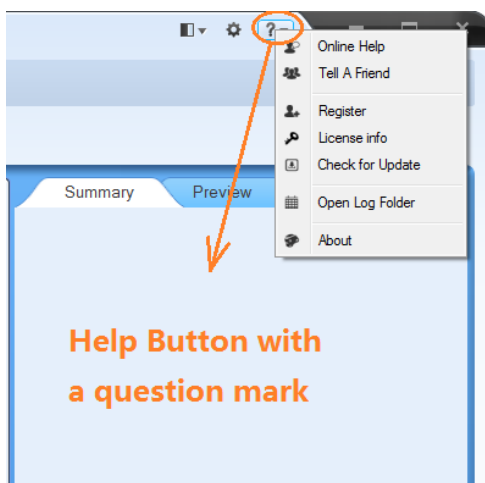 ?
Online Help
Tell A Friend
Register
License info
Check for Update
Open Log Folder
About
Summary
Preview
Help Button with
a question mark